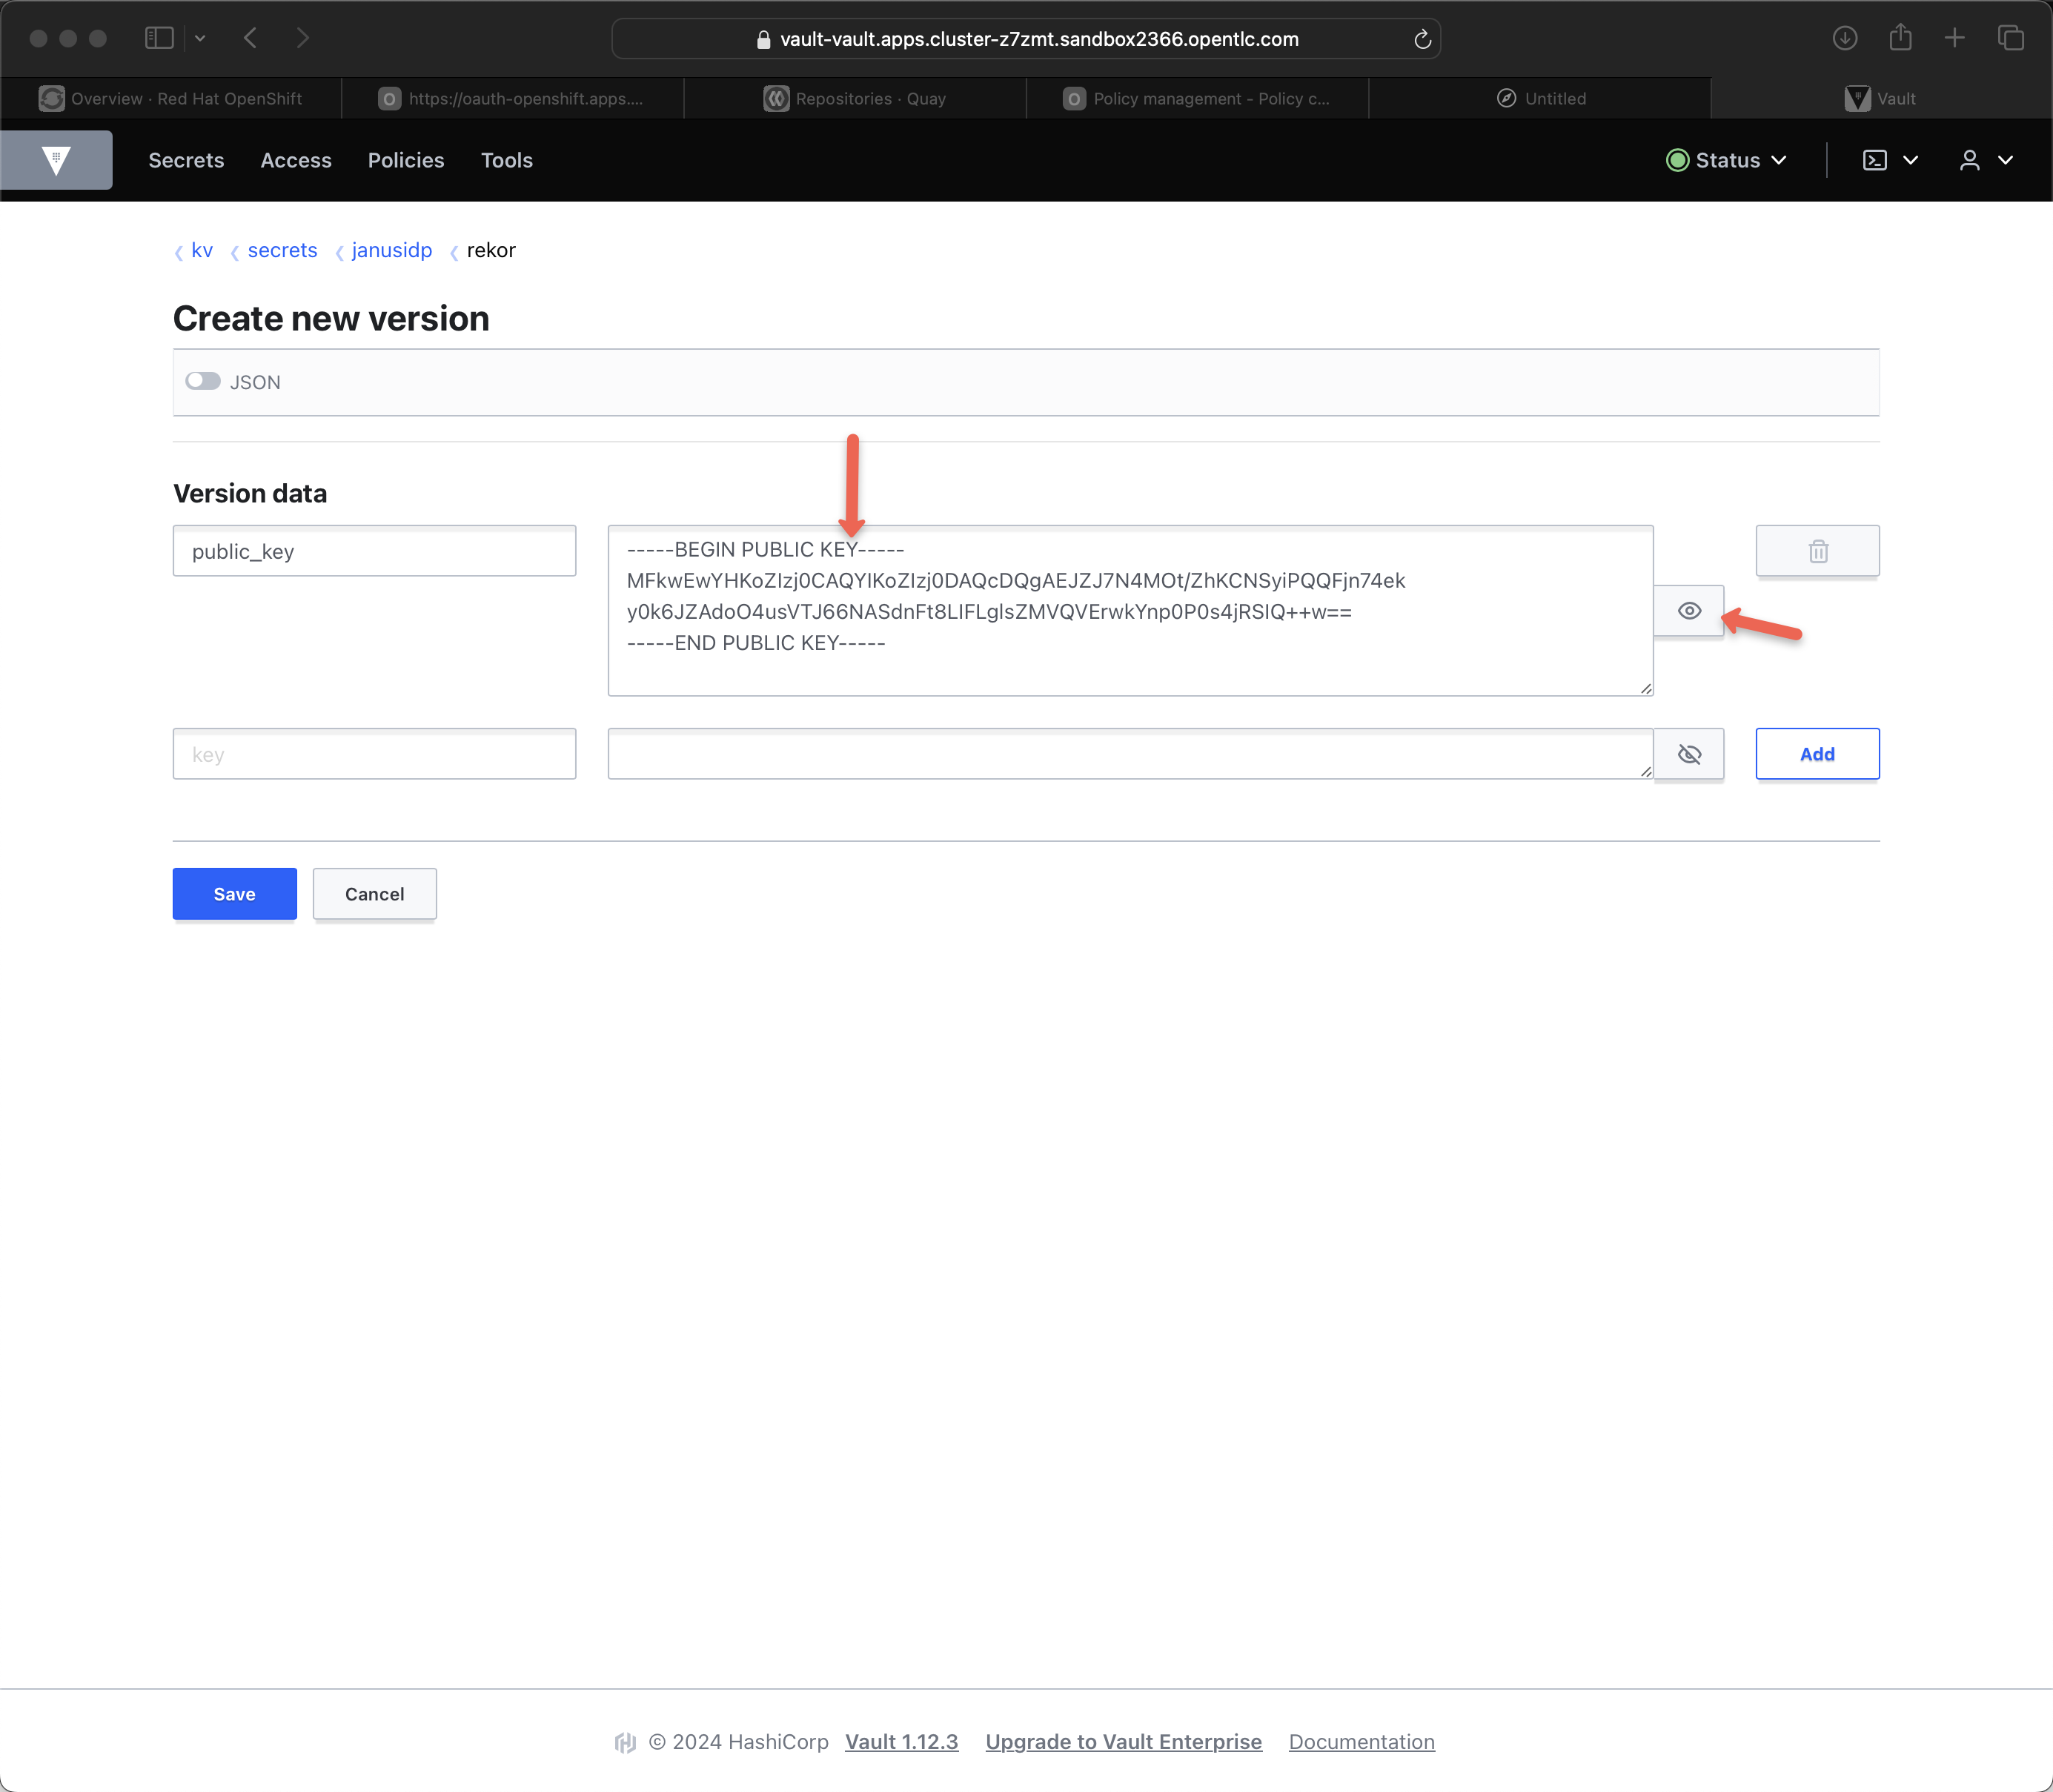 vault-vault.apps.cluster-z7zmt.sandbox2366.opentlc.com
Overview · Red Hat OpenShift
O https://oauth-openshift.apps....
Repositories · Quay
O Policy management - Policy c...
Untitled
Vault
Secrets Access Policies Tools
Status
kv secrets janusidp rekor
Create new version
JSON
Version data
public_key
-----BEGIN PUBLIC KEY-----
MFkwEwYHKoZIzj0CAQYIKoZIzj0DAQcDQgAEJZJ7N4MOt/ZhKCNSyiPQQFjn74ek
y0k6JZAdoO4usVTJ66NASdnFt8LIFLglsZMVQVErwkYnp0P0s4jRSIQ++w==
-----END PUBLIC KEY-----
key
Add
Save Cancel
© 2024 HashiCorp Vault 1.12.3 Upgrade to Vault Enterprise Documentation